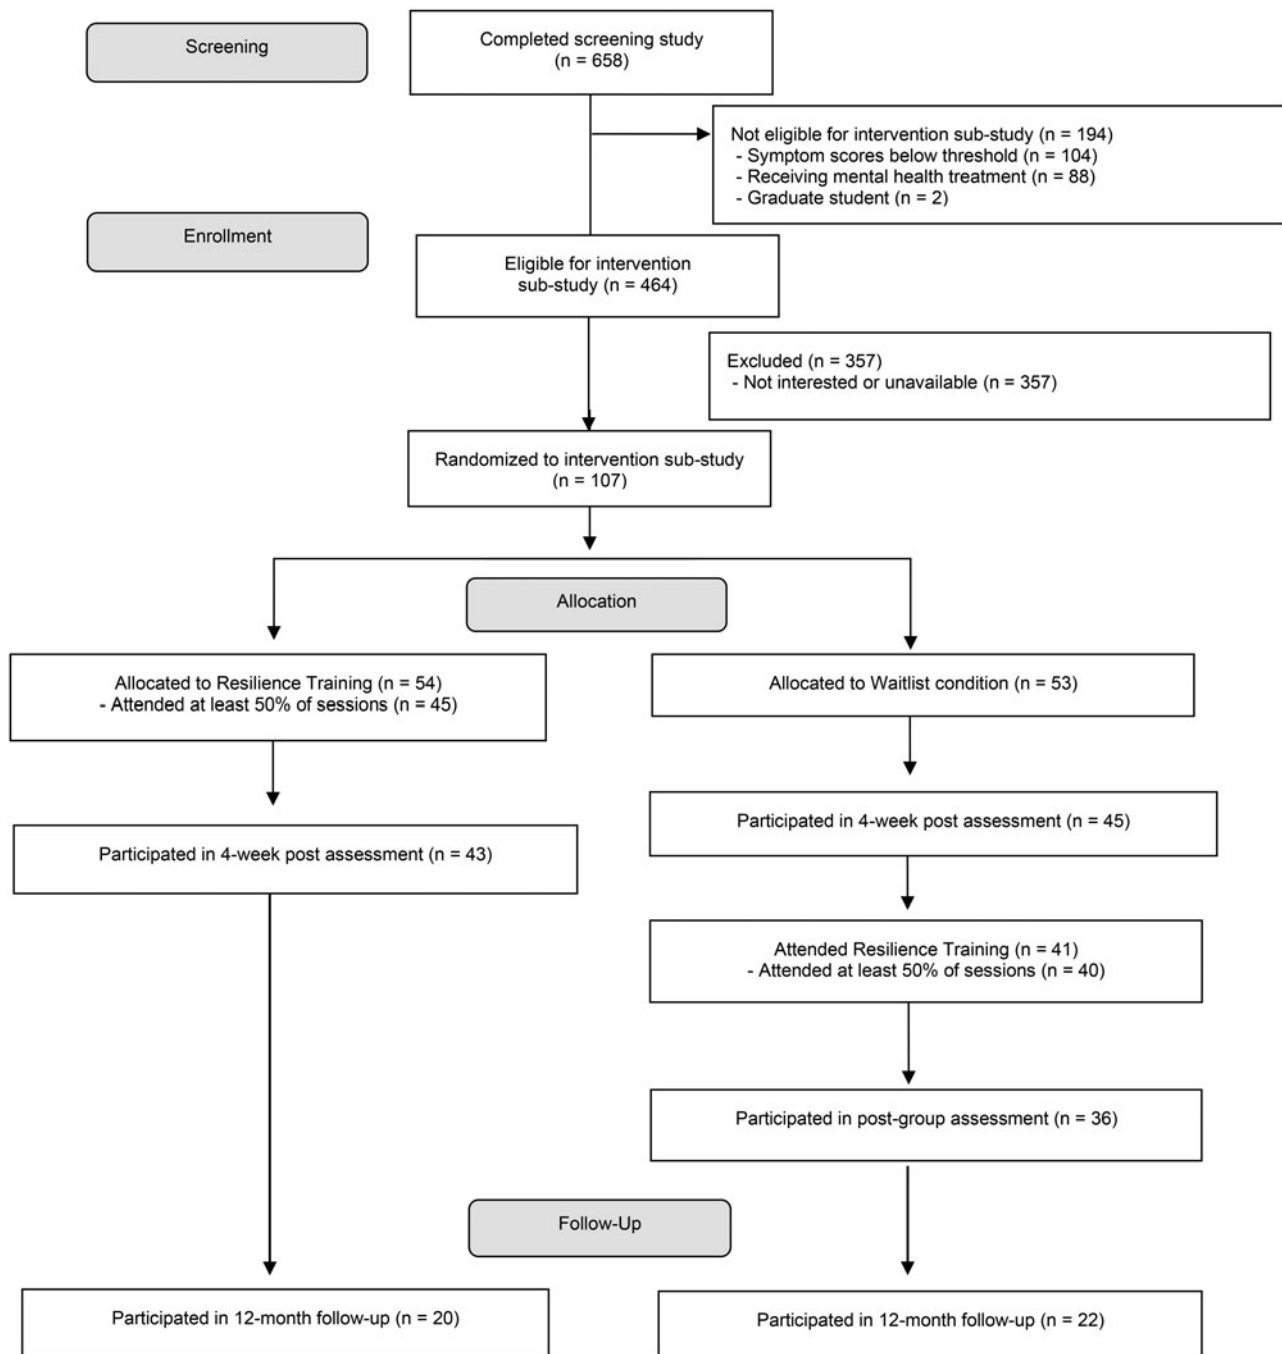 Screening
Completed screening study
(n = 658)
Not eligible for intervention sub-study (n = 194)
- Symptom scores below threshold (n = 104)
- Receiving mental health treatment (n = 88)
- Graduate student (n = 2)
Enrollment
Eligible for intervention
sub-study (n = 464)
Excluded (n = 357)
- Not interested or unavailable (n = 357)
Randomized to intervention sub-study
(n = 107)
Allocation
Allocated to Resilience Training (n = 54)
- Attended at least 50% of sessions (n = 45)
Allocated to Waitlist condition (n = 53)
Participated in 4-week post assessment (n = 43)
Participated in 4-week post assessment (n = 45)
Attended Resilience Training (n = 41)
- Attended at least 50% of sessions (n = 40)
Participated in post-group assessment (n = 36)
Follow-Up
Participated in 12-month follow-up (n = 20)
Participated in 12-month follow-up (n = 22)